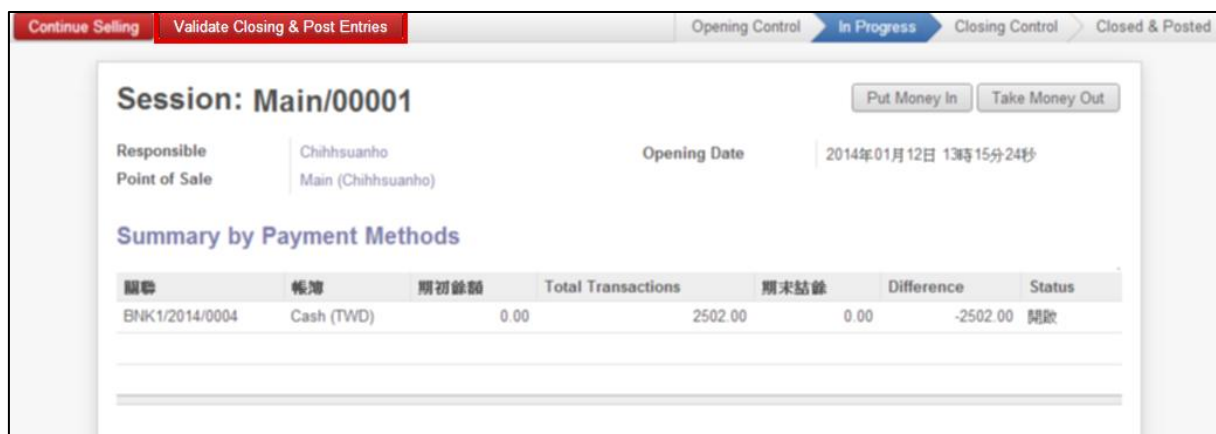 Continue Selling Validate Closing & Post Entries Opening Control In Progress Closing Control Closed & Posted
Session: Main/00001 Put Money In Take Money Out
Responsible Chihhsuanho Opening Date 2014年01月12日 13時15分24秒
Point of Sale Main (Chihhsuanho)
Summary by Payment Methods
關聯 帳簿 期初餘額 Total Transactions 期末結餘 Difference Status
BNK1/2014/0004 Cash (TWD) 0.00 2502.00 0.00 -2502.00 開啟